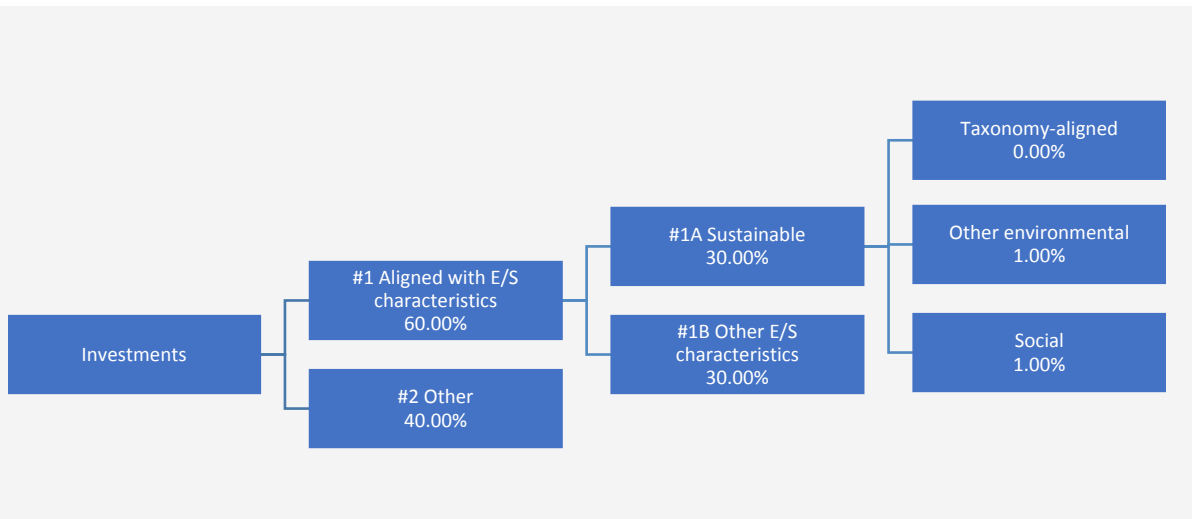 Investments
#1 Aligned with E/S
characteristics
60.00%
#2 Other
40.00%
#1A Sustainable
30.00%
#1B Other E/S
characteristics
30.00%
Taxonomy-aligned
0.00%
Other environmental
1.00%
Social
1.00%